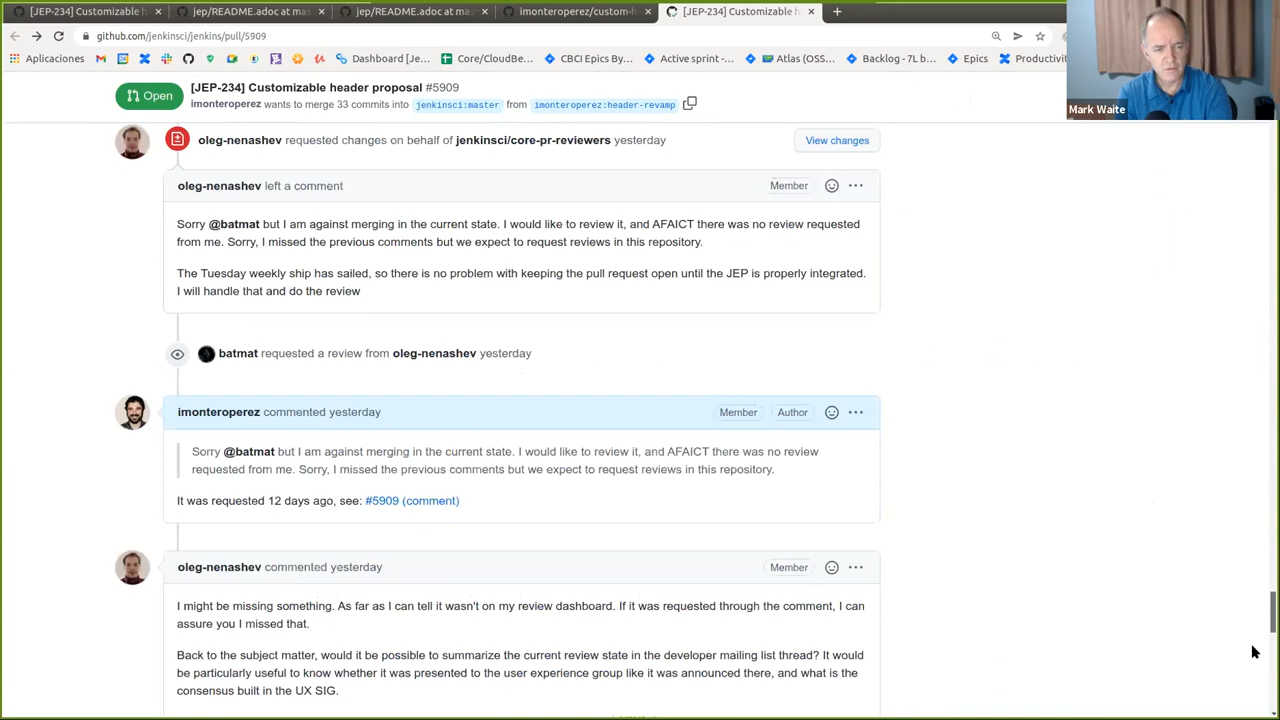 [JEP-234] Customizable h
jep/README.adoc at mas
jep/README.adoc at mas
imonteroperez/custom-h
[JEP-234] Customizable h
github.com/jenkinsci/jenkins/pull/5909
Aplicaciones
Dashboard [Je...
Core/CloudBe...
CBCI Epics By...
Active sprint -...
Atlas (OSS...
Backlog - 7L b...
Epics
Productivi
Mark Waite
Open
[JEP-234] Customizable header proposal #5909
imonteroperez wants to merge 33 commits into jenkinsci:master from imonteroperez:header-revamp
oleg-nenashev requested changes on behalf of jenkinsci/core-pr-reviewers yesterday
View changes
oleg-nenashev left a comment
Member
Sorry @batmat but I am against merging in the current state. I would like to review it, and AFAICT there was no review requested
from me. Sorry, I missed the previous comments but we expect to request reviews in this repository.
The Tuesday weekly ship has sailed, so there is no problem with keeping the pull request open until the JEP is properly integrated.
I will handle that and do the review
batmat requested a review from oleg-nenashev yesterday
imonteroperez commented yesterday
Member
Author
Sorry @batmat but I am against merging in the current state. I would like to review it, and AFAICT there was no review
requested from me. Sorry, I missed the previous comments but we expect to request reviews in this repository.
It was requested 12 days ago, see: #5909 (comment)
oleg-nenashev commented yesterday
Member
I might be missing something. As far as I can tell it wasn't on my review dashboard. If it was requested through the comment, I can
assure you I missed that.
Back to the subject matter, would it be possible to summarize the current review state in the developer mailing list thread? It would
be particularly useful to know whether it was presented to the user experience group like it was announced there, and what is the
consensus built in the UX SIG.